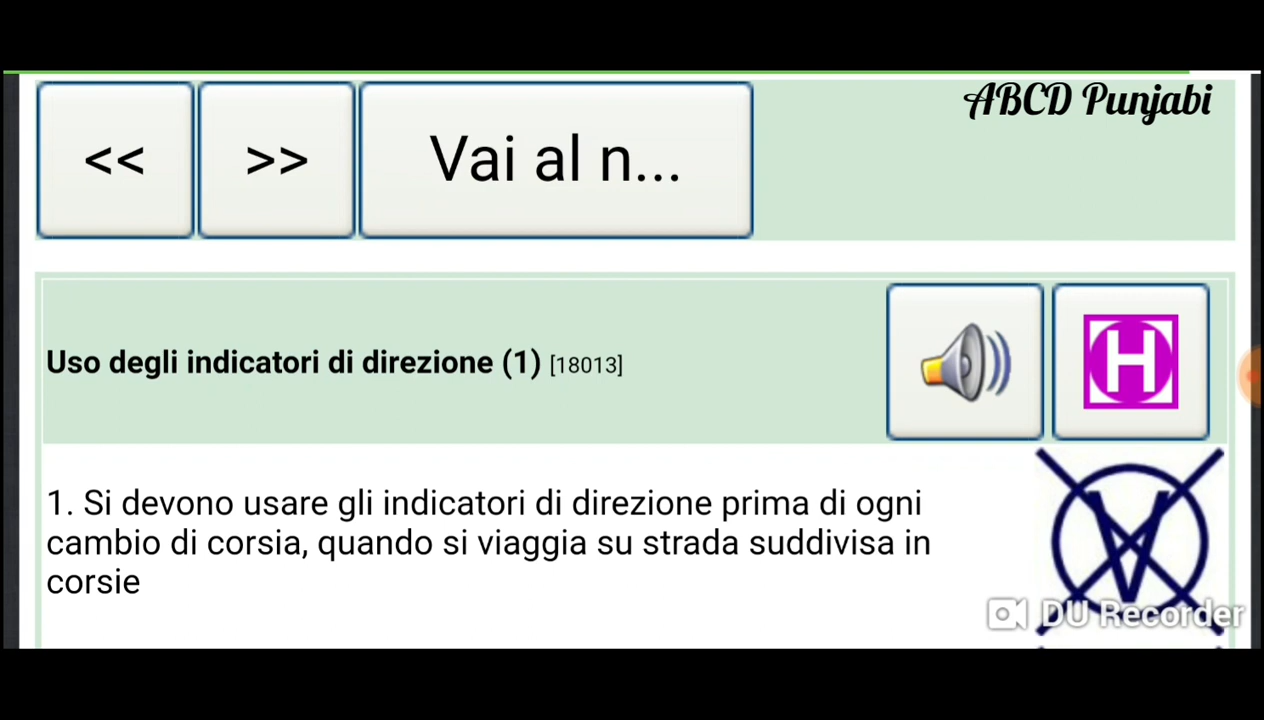 ABCD Punjabi
<< >> Vai al n...
Uso degli indicatori di direzione (1) [18013]
H
1. Si devono usare gli indicatori di direzione prima di ogni
cambio di corsia, quando si viaggia su strada suddivisa in
corsie
V
DU Recorder